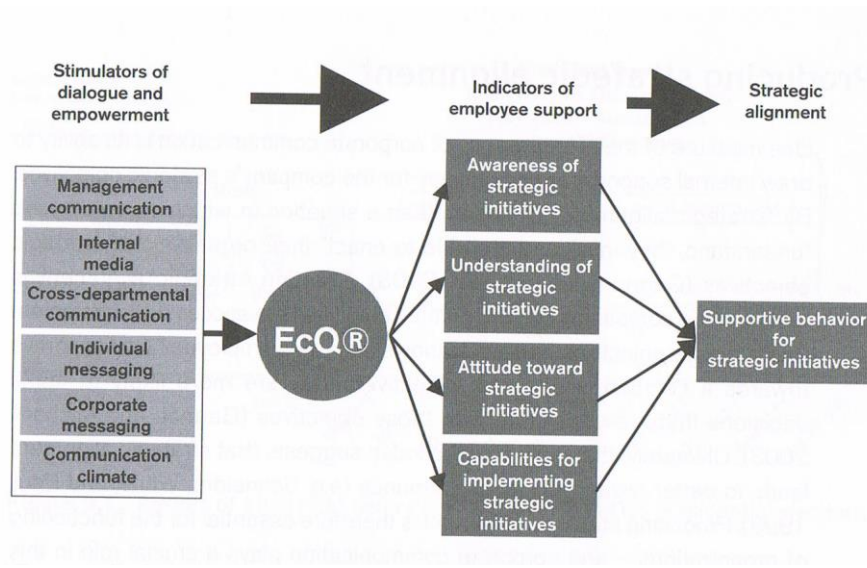 Stimulators of
dialogue and
empowerment
Management
communication
Internal
media
Cross-departmental
communication
Individual
messaging
Corporate
messaging
Communication
climate
EcQ®
Indicators of
employee support
Awareness of
strategic
initiatives
Understanding of
strategic
initiatives
Attitude toward
strategic
initiatives
Capabilities for
implementing
strategic
initiatives
Strategic
alignment
Supportive behavior
for
strategic initiatives